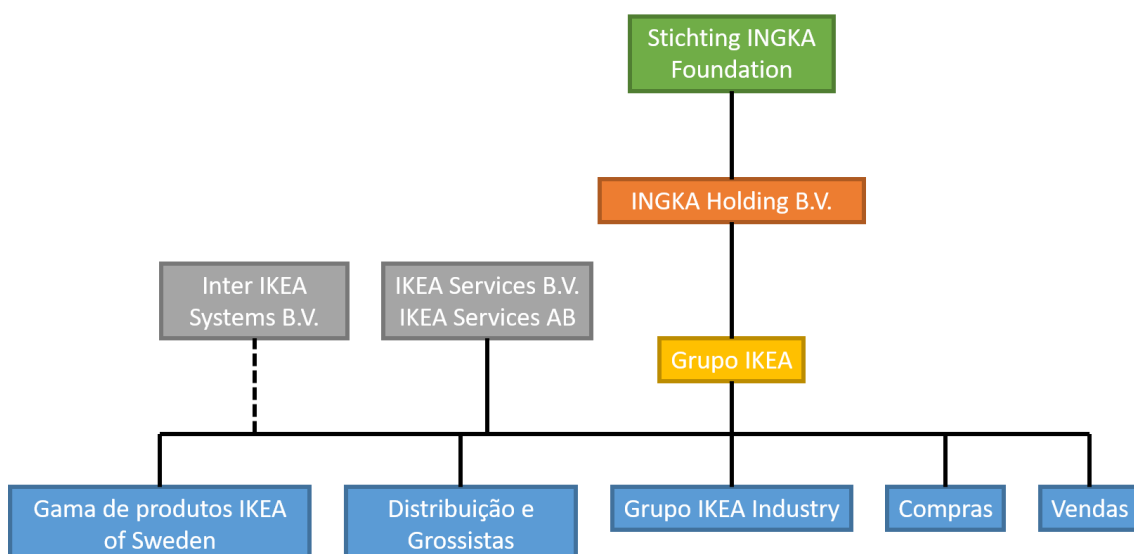 Stichting INGKA
Foundation
INGKA Holding B.V.
Inter IKEA
Systems B.V.
IKEA Services B.V.
IKEA Services AB
Grupo IKEA
Gama de produtos IKEA
of Sweden
Distribuição e
Grossistas
Grupo IKEA Industry
Compras
Vendas